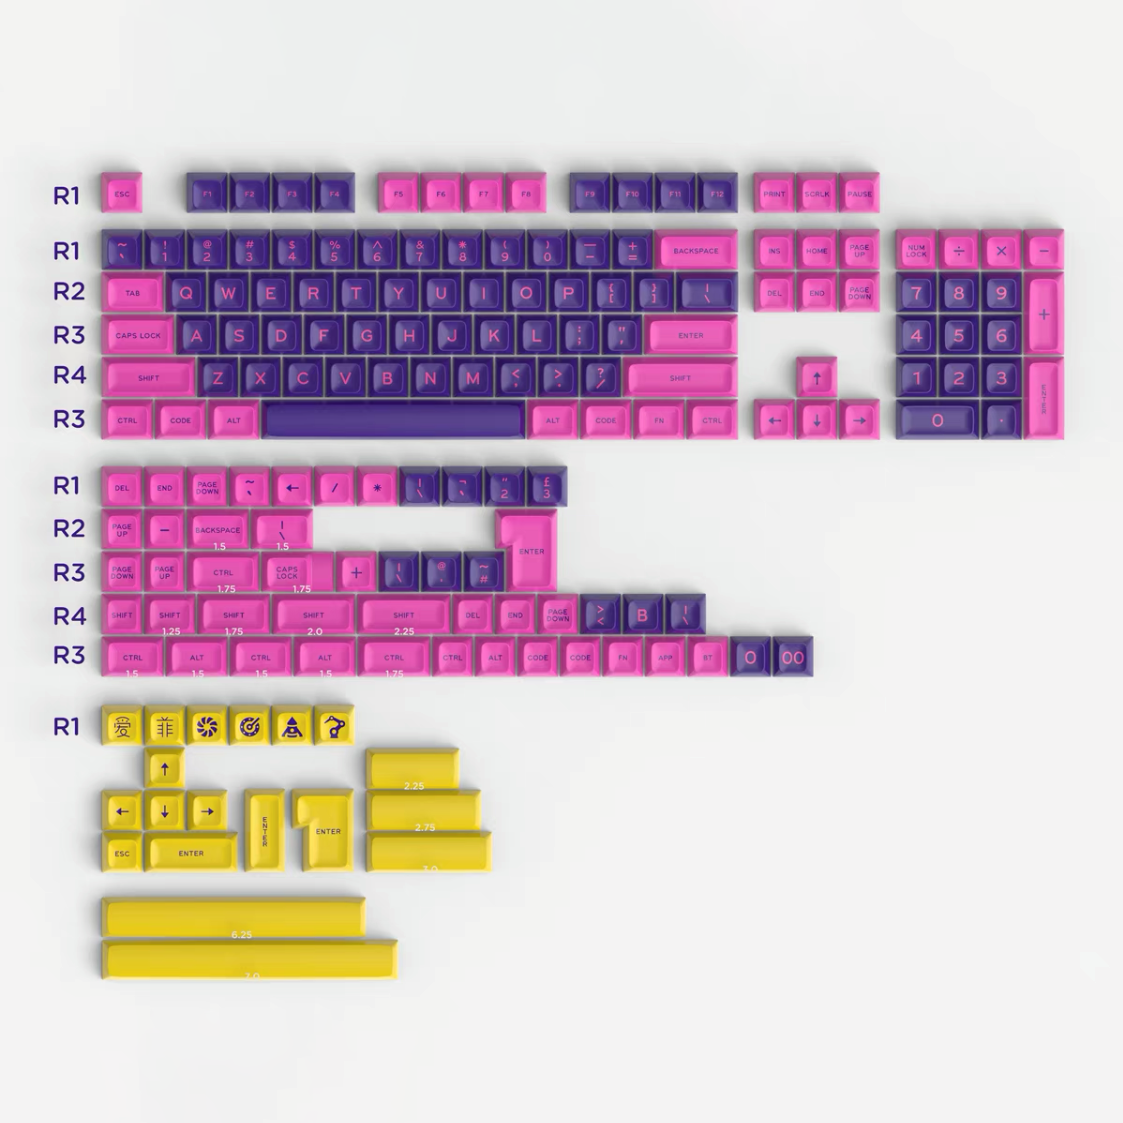 R1 ESC F1 F2 F3 F4 F5 F6 F7 F8 F9 F10 F11 F12 PRINT SCRLK PAUSE
R1 ~ ` ! 1 @ 2 # 3 $ 4 % 5 ^ 6 & 7 * 8 ( 9 ) 0 — - + = BACKSPACE INS HOME PAGE UP NUM LOCK ÷ × −
R2 TAB Q W E R T Y U I O P { [ } ] | \ DEL END PAGE DOWN 7 8 9 +
R3 CAPS LOCK A S D F G H J K L : ; " ' ENTER 4 5 6
R4 SHIFT Z X C V B N M < , > . ? / SHIFT ↑ 1 2 3 ENTER
R3 CTRL CODE ALT ALT CODE FN CTRL ← ↓ → 0 .
R1 DEL END PAGE DOWN ~ ` ← / * | \ ¬ ` " 2 £ 3
R2 PAGE UP − BACKSPACE 1.5 | \ 1.5 ENTER
R3 PAGE DOWN PAGE UP CTRL 1.75 CAPS LOCK 1.75 + | \ @ ' ~ #
R4 SHIFT SHIFT 1.25 SHIFT 1.75 SHIFT 2.0 SHIFT 2.25 DEL END PAGE DOWN > < B | \
R3 CTRL 1.5 ALT 1.5 CTRL 1.5 ALT 1.5 CTRL 1.75 CTRL ALT CODE CODE FN APP BT 0 00
R1
↑ 2.25
← ↓ → ENTER ENTER 2.75
ESC ENTER 3.0
6.25
7.0